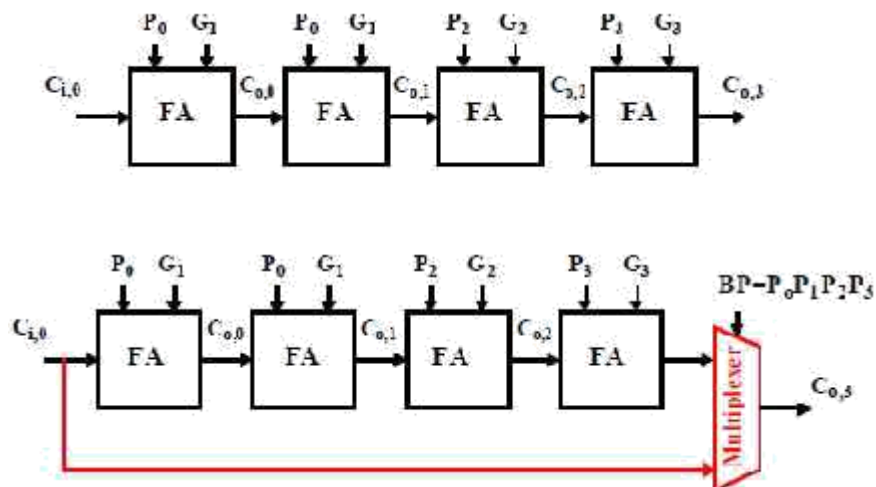 P0 G1 P0 G1 P2 G2 P3 G3
Ci,0 FA Co,0 FA Co,1 FA Co,2 FA Co,3
P0 G1 P0 G1 P2 G2 P3 G3 BP=PoP1P2P3
Ci,0 FA Co,0 FA Co,1 FA Co,2 FA Multiplexer Co,3